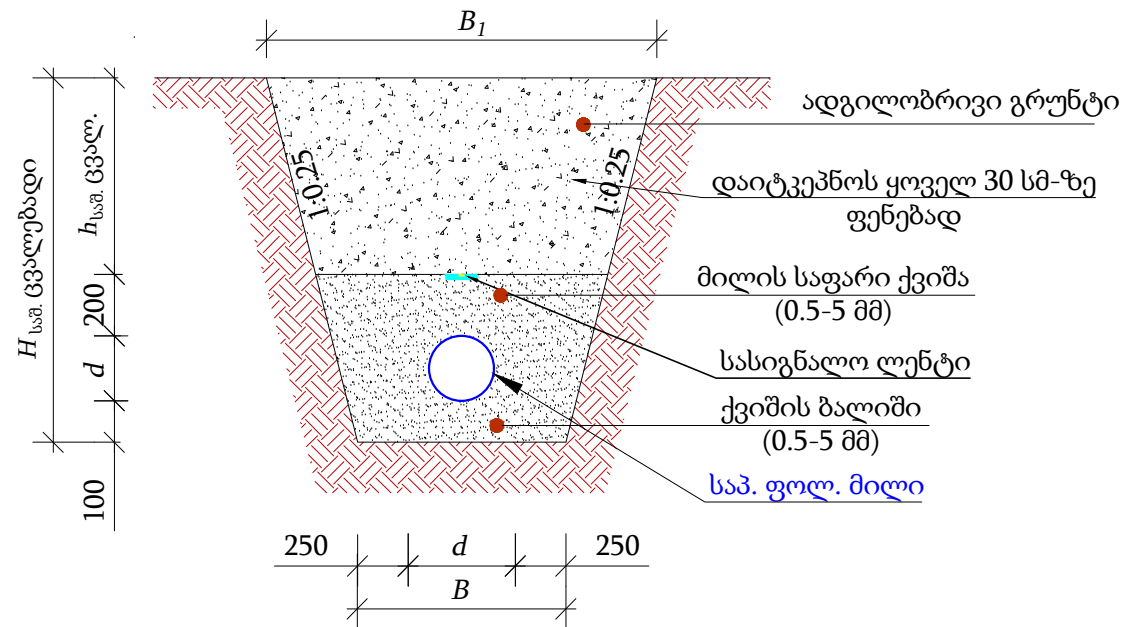 B₁
H საშ. ცვალებადი
h საშ. ცვალ.
200
d
100
1:0.25
1:0.25
ადგილობრივი გრუნტი
დაიტკეპნოს ყოველ 30 სმ-ზე
ფენებად
მილის საფარი ქვიშა
(0.5-5 მმ)
სასიგნალო ლენტი
ქვიშის ბალიში
(0.5-5 მმ)
საპ. ფოლ. მილი
250
d
250
B